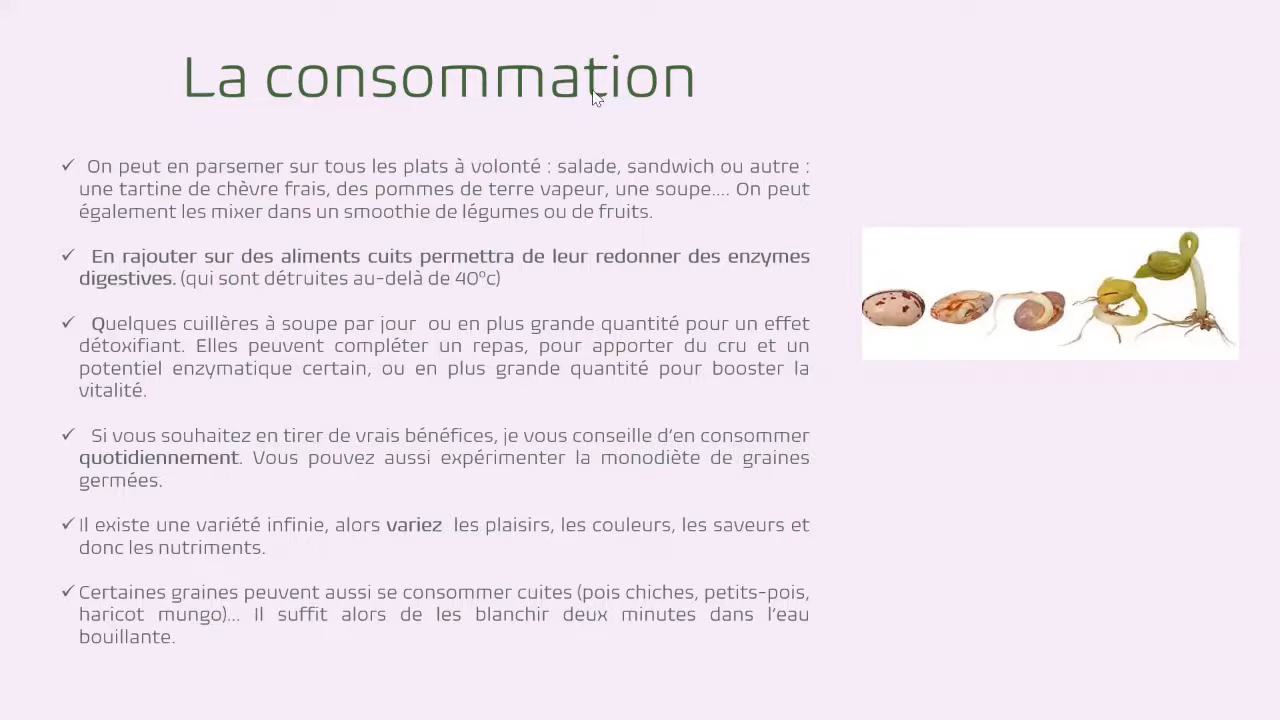 La consommation
✓ On peut en parsemer sur tous les plats à volonté : salade, sandwich ou autre :
une tartine de chèvre frais, des pommes de terre vapeur, une soupe.... On peut
également les mixer dans un smoothie de légumes ou de fruits.
✓ En rajouter sur des aliments cuits permettra de leur redonner des enzymes
digestives. (qui sont détruites au-delà de 40°c)
✓ Quelques cuillères à soupe par jour ou en plus grande quantité pour un effet
détoxifiant. Elles peuvent compléter un repas, pour apporter du cru et un
potentiel enzymatique certain, ou en plus grande quantité pour booster la
vitalité.
✓ Si vous souhaitez en tirer de vrais bénéfices, je vous conseille d'en consommer
quotidiennement. Vous pouvez aussi expérimenter la monodiète de graines
germées.
✓ Il existe une variété infinie, alors variez les plaisirs, les couleurs, les saveurs et
donc les nutriments.
✓ Certaines graines peuvent aussi se consommer cuites (pois chiches, petits-pois,
haricot mungo)... Il suffit alors de les blanchir deux minutes dans l'eau
bouillante.